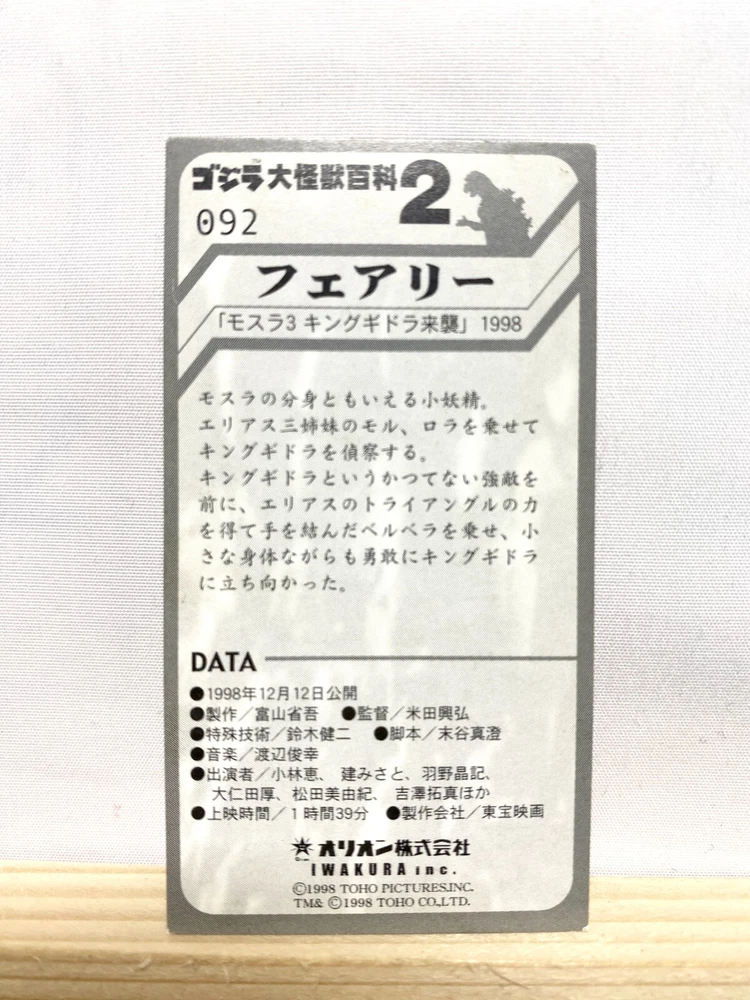 ゴジラ大怪獣百科2
TM
092
フェアリー
「モスラ3 キングギドラ来襲」1998
モスラの分身ともいえる小妖精。
エリアス三姉妹のモル、ロラを乗せて
キングギドラを偵察する。
キングギドラというかつてない強敵を
前に、エリアスのトライアングルの力
を得て手を結んだベルベラを乗せ、小
さな身体ながらも勇敢にキングギドラ
に立ち向かった。
DATA
●1998年12月12日公開
●製作／富山省吾 ●監督／米田興弘
●特殊技術／鈴木健二 ●脚本／末谷真澄
●音楽／渡辺俊幸
●出演者／小林恵、建みさと、羽野晶記、
大仁田厚、松田美由紀、吉澤拓真ほか
●上映時間／1時間39分 ●製作会社／東宝映画
オリオン株式会社
IWAKURA inc.
©1998 TOHO PICTURES.INC.
TM& ©1998 TOHO CO.,LTD.